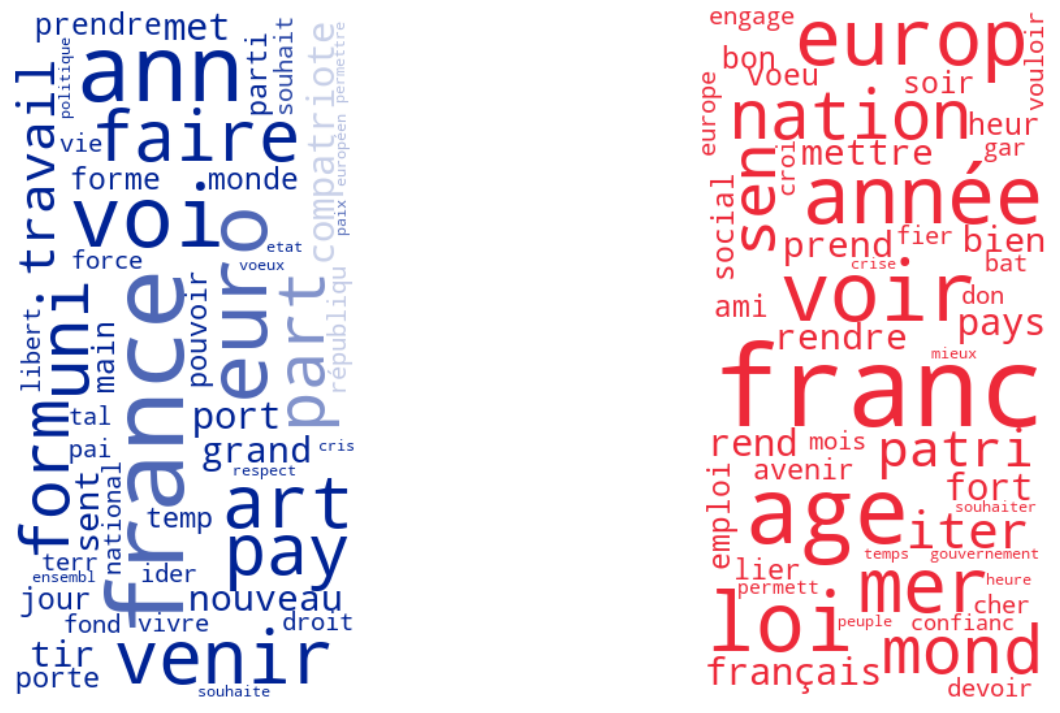 prendre
met
ann
politique
parti
souhait
permettre
compatriote
travail
vie
faire
européen
forme
monde
voi
paix
euro
etat
force
voeux
france
part
républiqu
pouvoir
uni
libert
main
form
tal
port
pai
grand
cris
respect
sent
national
art
temp
pay
terr
ensembl
ider
jour
nouveau
fond
vivre
droit
tir
venir
porte
souhaite
engage
europ
vouloir
bon
voeu
soir
europe
nation
heur
croi
mettre
gar
sen
social
année
prend
fier
bien
crise
bat
ami
voir
don
pays
rendre
mieux
franc
rend
mois
patri
avenir
emploi
fort
souhaiter
age
iter
temps
gouvernement
lier
permett
mer
heure
cher
loi
peuple
confianc
mond
français
devoir